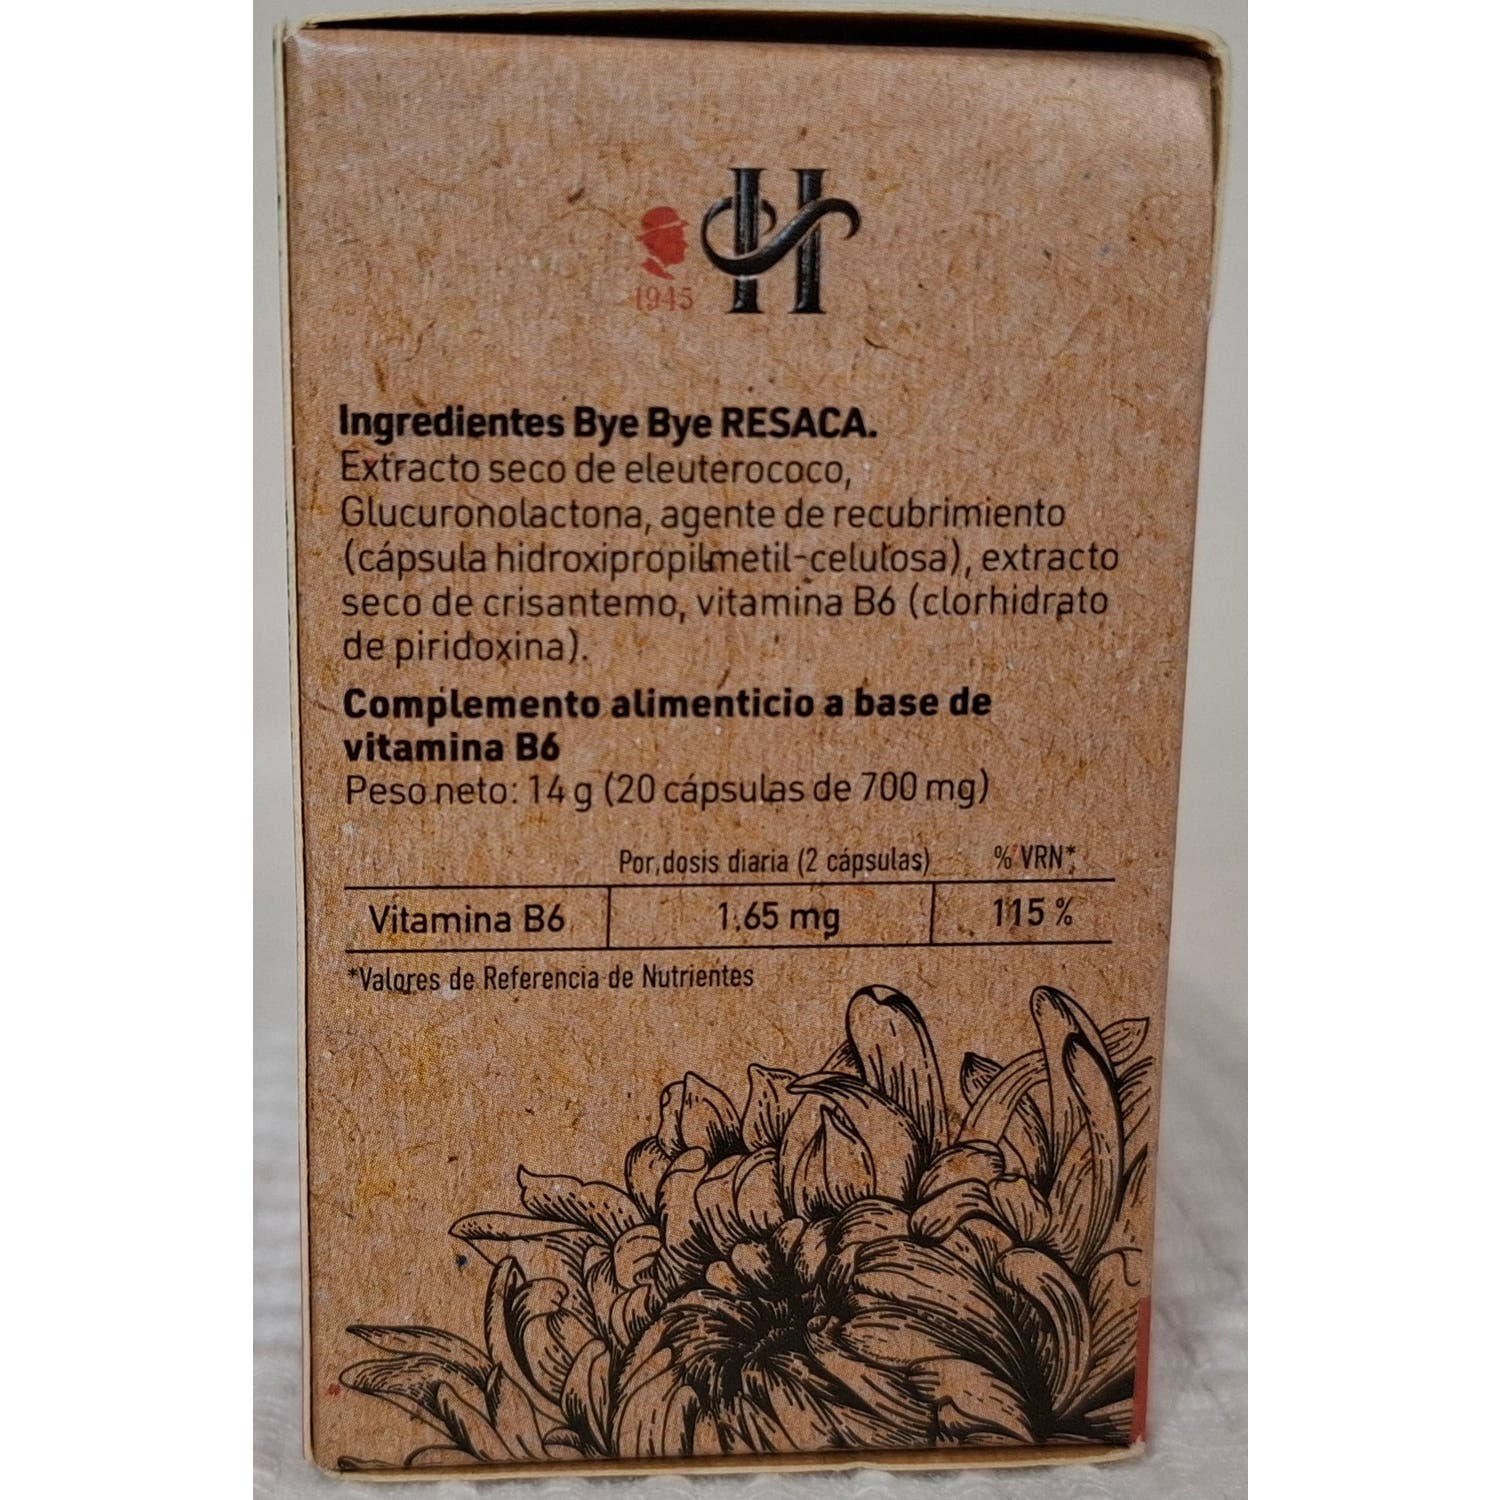 1945
H
Ingredientes Bye Bye RESACA.
Extracto seco de eleuterococo,
Glucuronolactona, agente de recubrimiento
(cápsula hidroxipropilmetil-celulosa), extracto
seco de crisantemo, vitamina B6 (clorhidrato
de piridoxina).
Complemento alimenticio a base de
vitamina B6
Peso neto: 14 g (20 cápsulas de 700 mg)
Por dosis diaria (2 cápsulas) % VRN*
Vitamina B6 1.65 mg 115 %
*Valores de Referencia de Nutrientes